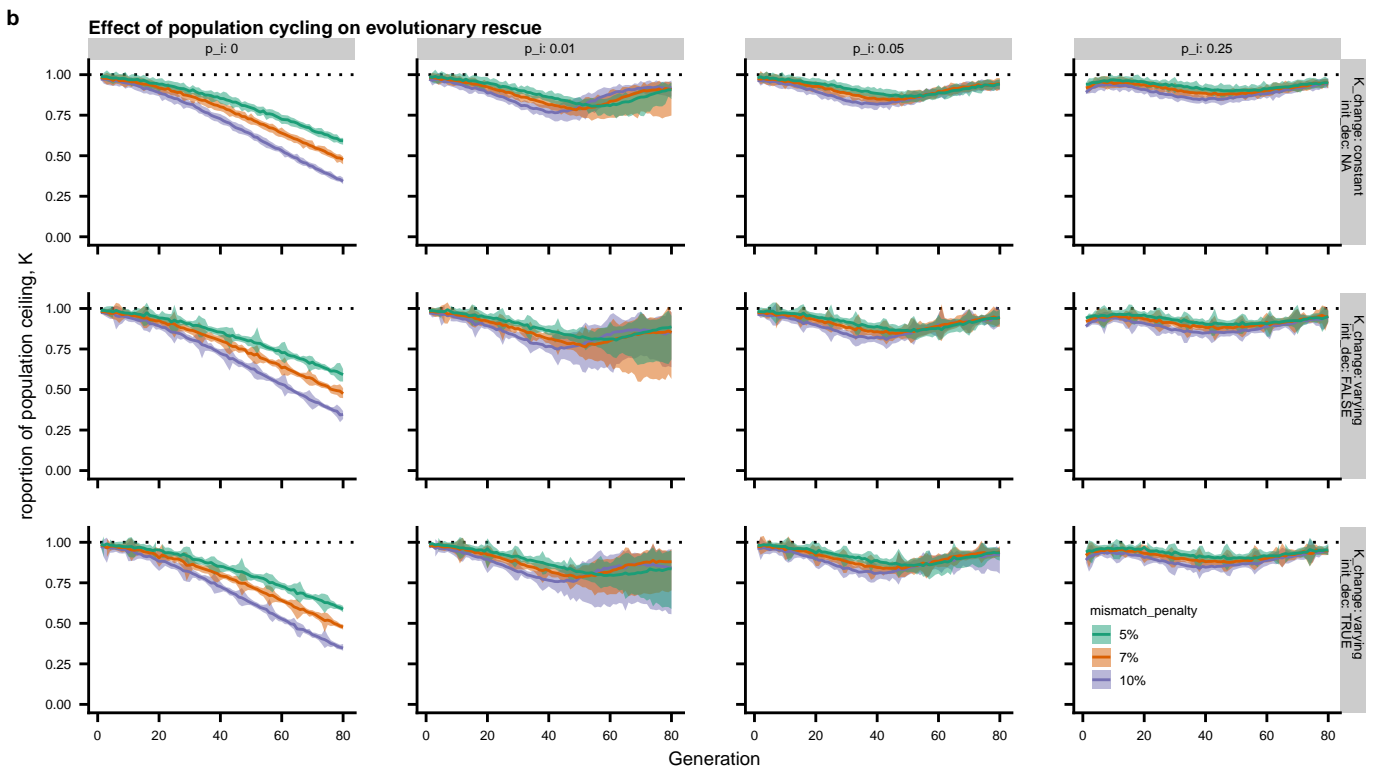 b
Effect of population cycling on evolutionary rescue
p_i: 0
p_i: 0.01
p_i: 0.05
p_i: 0.25
1.00
0.75
0.50
0.25
0.00
K_change: constant
init_dec: NA
1.00
0.75
0.50
0.25
0.00
K_change: varying
init_dec: FALSE
1.00
0.75
0.50
0.25
0.00
K_change: varying
init_dec: TRUE
roportion of population ceiling, K
mismatch_penalty
5%
7%
10%
0 20 40 60 80
0 20 40 60 80
0 20 40 60 80
0 20 40 60 80
Generation